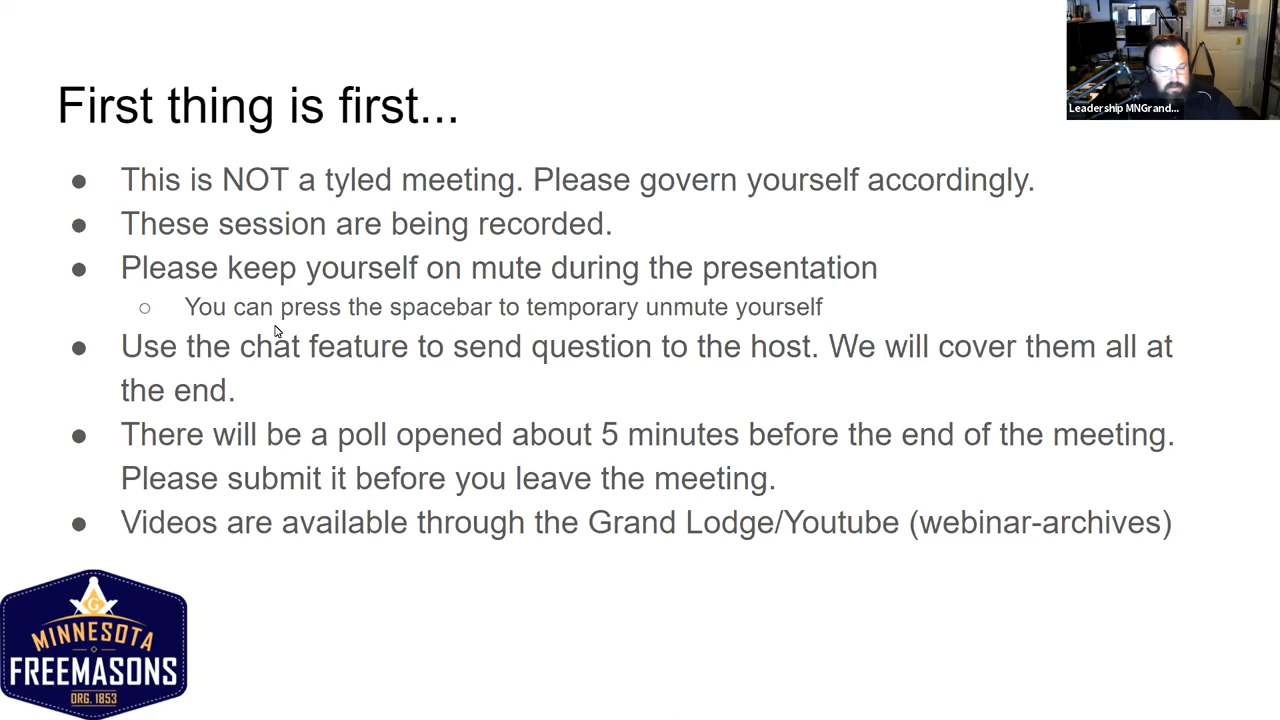 First thing is first...
Leadership MNGrand...
● This is NOT a tyled meeting. Please govern yourself accordingly.
● These session are being recorded.
● Please keep yourself on mute during the presentation
○ You can press the spacebar to temporary unmute yourself
● Use the chat feature to send question to the host. We will cover them all at
the end.
● There will be a poll opened about 5 minutes before the end of the meeting.
Please submit it before you leave the meeting.
● Videos are available through the Grand Lodge/Youtube (webinar-archives)
G
MINNESOTA
FREEMASONS
ORG. 1853